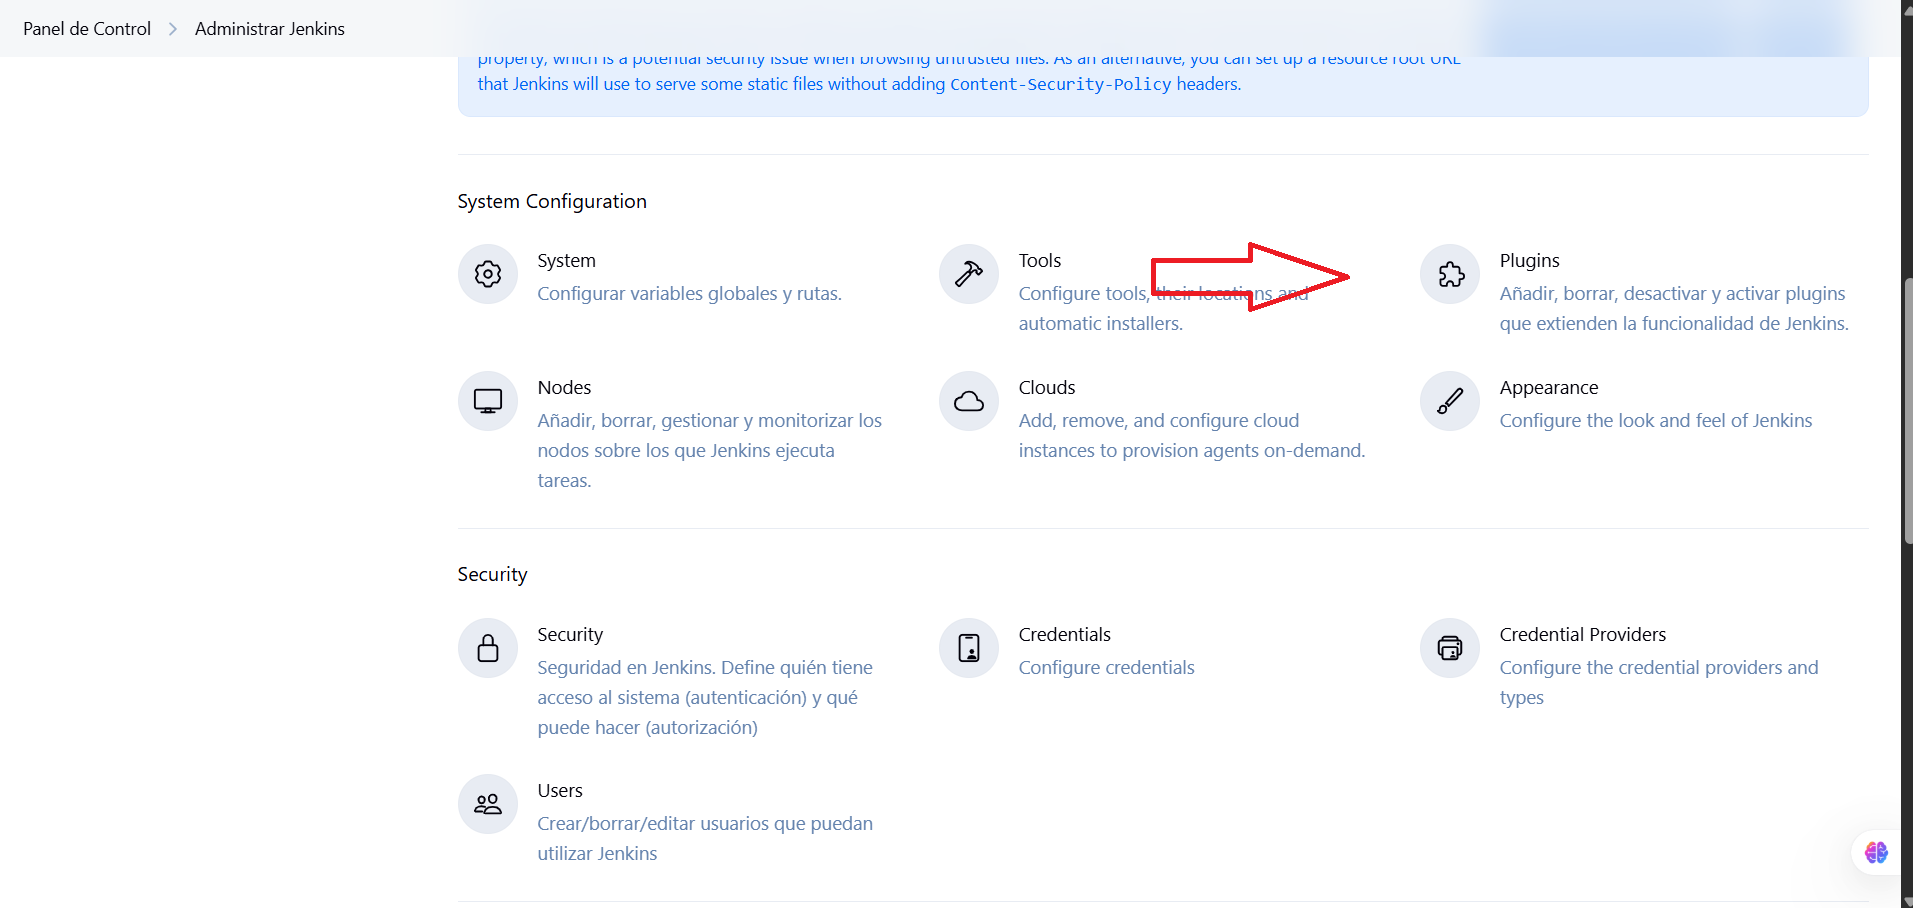 Panel de Control
Administrar Jenkins
property, which is a potential security issue when browsing untrusted files. As an alternative, you can set up a resource root URL
that Jenkins will use to serve some static files without adding Content-Security-Policy headers.
System Configuration
System
Configurar variables globales y rutas.
Tools
Configure tools, their locations and
automatic installers.
Plugins
Añadir, borrar, desactivar y activar plugins
que extienden la funcionalidad de Jenkins.
Nodes
Añadir, borrar, gestionar y monitorizar los
nodos sobre los que Jenkins ejecuta
tareas.
Clouds
Add, remove, and configure cloud
instances to provision agents on-demand.
Appearance
Configure the look and feel of Jenkins
Security
Security
Seguridad en Jenkins. Define quién tiene
acceso al sistema (autenticación) y qué
puede hacer (autorización)
Credentials
Configure credentials
Credential Providers
Configure the credential providers and
types
Users
Crear/borrar/editar usuarios que puedan
utilizar Jenkins